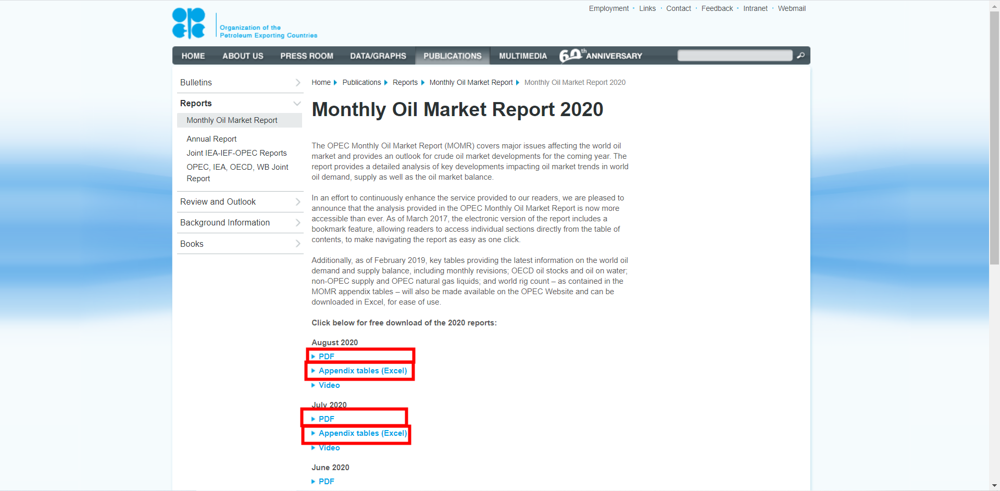 Employment · Links · Contact · Feedback · Intranet · Webmail
OPEC
Organization of the
Petroleum Exporting Countries
HOME ABOUT US PRESS ROOM DATA/GRAPHS PUBLICATIONS MULTIMEDIA 60th ANNIVERSARY
Bulletins
Reports
Monthly Oil Market Report
Annual Report
Joint IEA-IEF-OPEC Reports
OPEC, IEA, OECD, WB Joint
Report
Review and Outlook
Background Information
Books
Home Publications Reports Monthly Oil Market Report Monthly Oil Market Report 2020
Monthly Oil Market Report 2020
The OPEC Monthly Oil Market Report (MOMR) covers major issues affecting the world oil
market and provides an outlook for crude oil market developments for the coming year. The
report provides a detailed analysis of key developments impacting oil market trends in world
oil demand, supply as well as the oil market balance.
In an effort to continuously enhance the service provided to our readers, we are pleased to
announce that the analysis provided in the OPEC Monthly Oil Market Report is now more
accessible than ever. As of March 2017, the electronic version of the report includes a
bookmark feature, allowing readers to access individual sections directly from the table of
contents, to make navigating the report as easy as one click.
Additionally, as of February 2019, key tables providing the latest information on the world oil
demand and supply balance, including monthly revisions; OECD oil stocks and oil on water;
non-OPEC supply and OPEC natural gas liquids; and world rig count – as contained in the
MOMR appendix tables – will also be made available on the OPEC Website and can be
downloaded in Excel, for ease of use.
Click below for free download of the 2020 reports:
August 2020
PDF
Appendix tables (Excel)
Video
July 2020
PDF
Appendix tables (Excel)
Video
June 2020
PDF